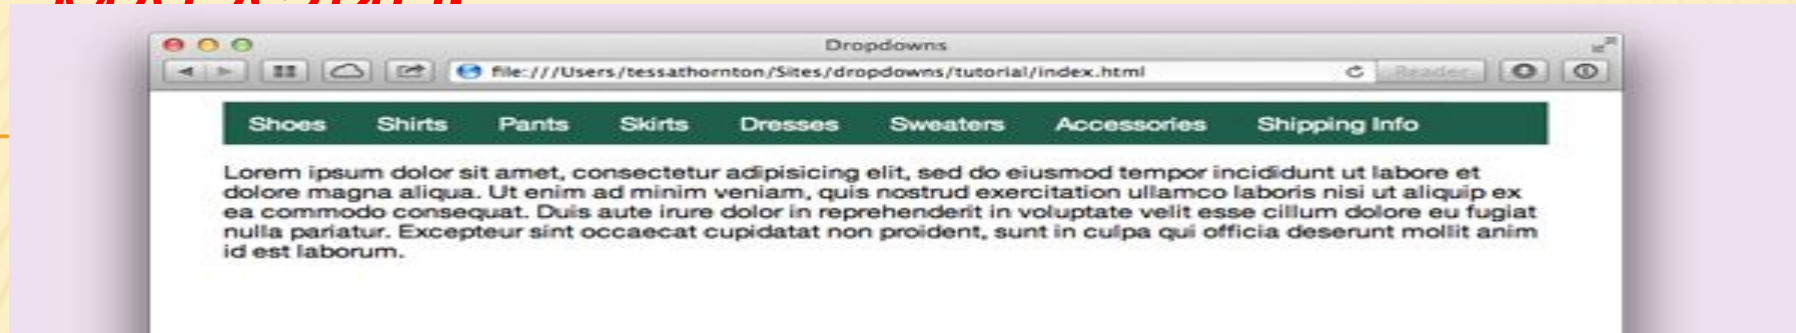 Dropdowns
file:///Users/tessathornton/Sites/dropdowns/tutorial/index.html
Reader
Shoes Shirts Pants Skirts Dresses Sweaters Accessories Shipping Info
Lorem ipsum dolor sit amet, consectetur adipisicing elit, sed do eiusmod tempor incididunt ut labore et
dolore magna aliqua. Ut enim ad minim veniam, quis nostrud exercitation ullamco laboris nisi ut aliquip ex
ea commodo consequat. Duis aute irure dolor in reprehenderit in voluptate velit esse cillum dolore eu fugiat
nulla pariatur. Excepteur sint occaecat cupidatat non proident, sunt in culpa qui officia deserunt mollit anim
id est laborum.